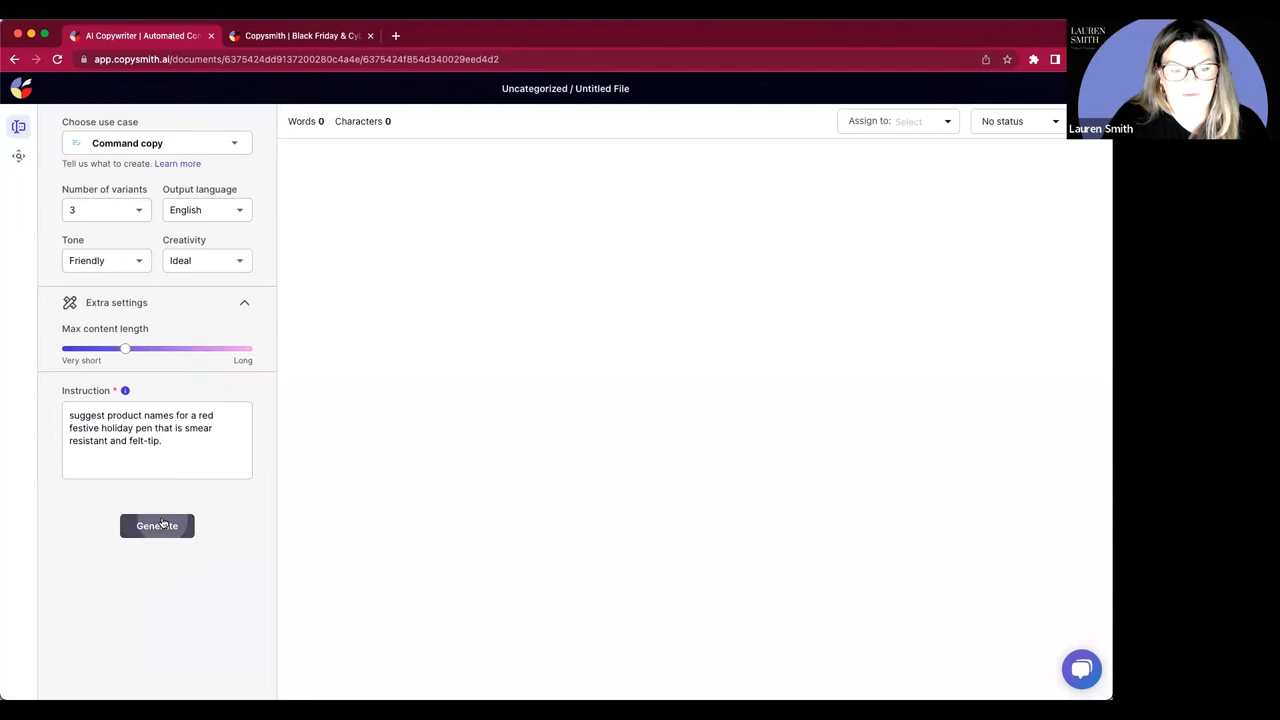 AI Copywriter | Automated Con
Copysmith | Black Friday & Cy
app.copysmith.ai/documents/6375424dd9137200280c4a4e/6375424f854d340029eed4d2
LAUREN
SMITH
Lauren Smith
Uncategorized / Untitled File
Choose use case
Command copy
Tell us what to create. Learn more
Number of variants
Output language
3
English
Tone
Creativity
Friendly
Ideal
Extra settings
Max content length
Very short
Long
Instruction *
suggest product names for a red
festive holiday pen that is smear
resistant and felt-tip.
Generate
Words 0 Characters 0
Assign to: Select
No status